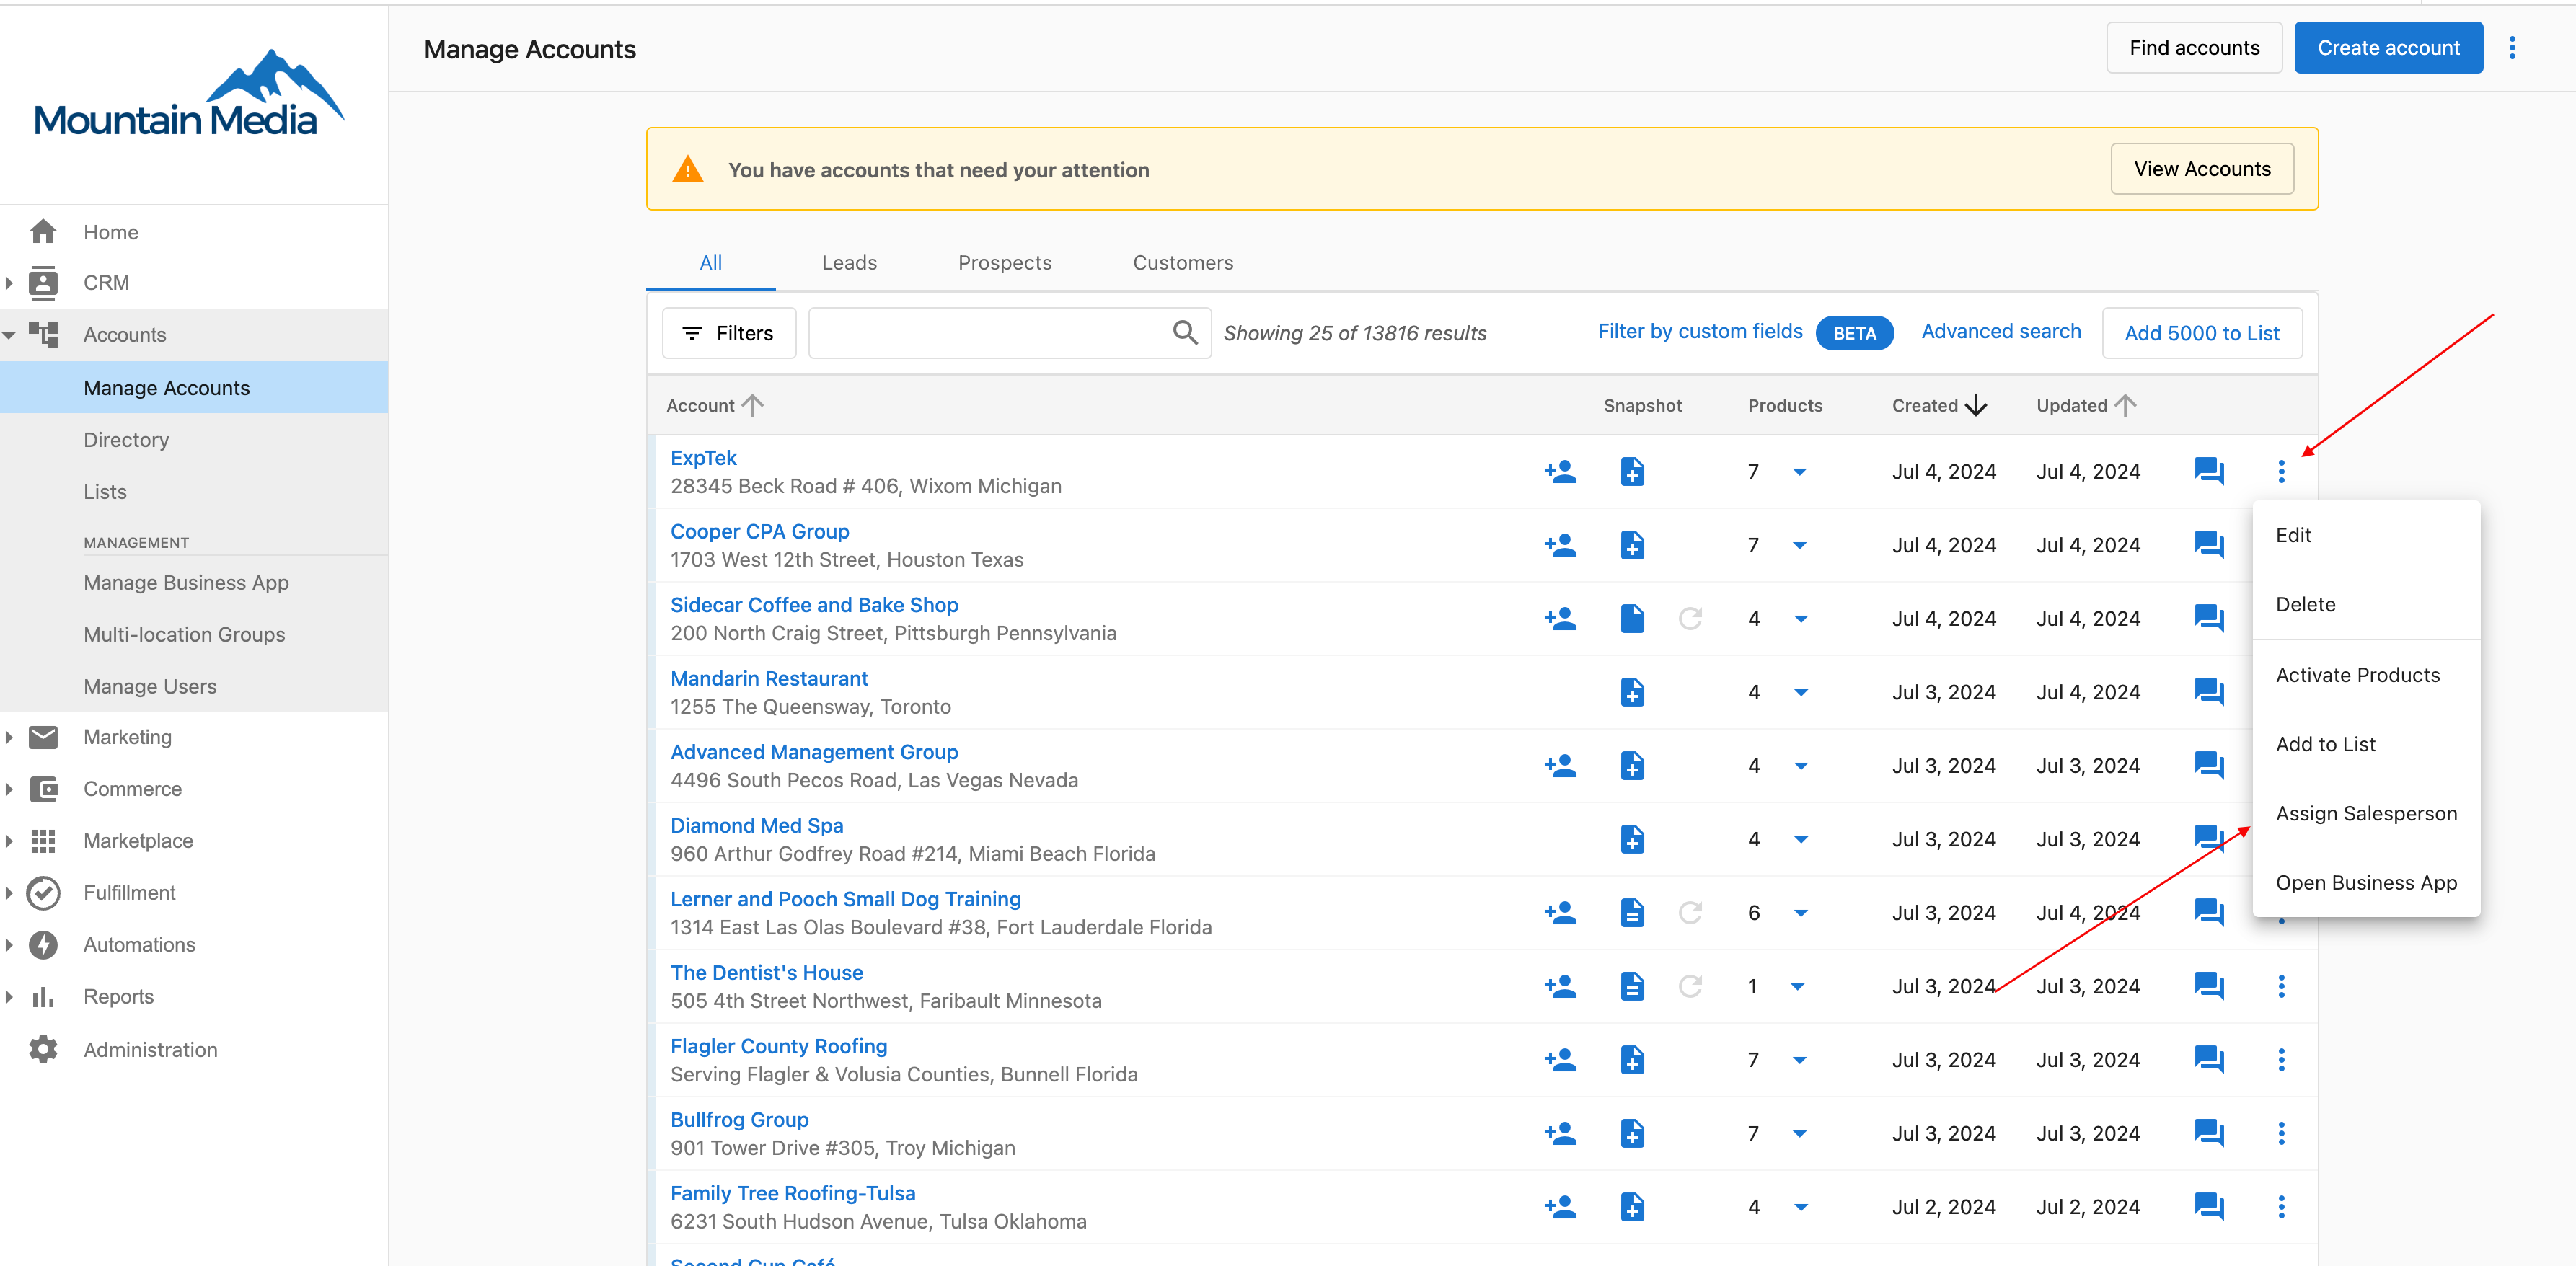 Mountain Media
Home
CRM
Accounts
Manage Accounts
Directory
Lists
MANAGEMENT
Manage Business App
Multi-location Groups
Manage Users
Marketing
Commerce
Marketplace
Fulfillment
Automations
Reports
Administration
Manage Accounts
Find accounts
Create account
You have accounts that need your attention
View Accounts
All Leads Prospects Customers
Filters
Showing 25 of 13816 results
Filter by custom fields BETA
Advanced search
Add 5000 to List
Account Snapshot Products Created Updated
ExpTek
28345 Beck Road # 406, Wixom Michigan
7 Jul 4, 2024 Jul 4, 2024
Cooper CPA Group
1703 West 12th Street, Houston Texas
7 Jul 4, 2024 Jul 4, 2024
Sidecar Coffee and Bake Shop
200 North Craig Street, Pittsburgh Pennsylvania
4 Jul 4, 2024 Jul 4, 2024
Mandarin Restaurant
1255 The Queensway, Toronto
4 Jul 3, 2024 Jul 4, 2024
Advanced Management Group
4496 South Pecos Road, Las Vegas Nevada
4 Jul 3, 2024 Jul 3, 2024
Diamond Med Spa
960 Arthur Godfrey Road #214, Miami Beach Florida
4 Jul 3, 2024 Jul 3, 2024
Lerner and Pooch Small Dog Training
1314 East Las Olas Boulevard #38, Fort Lauderdale Florida
6 Jul 3, 2024 Jul 4, 2024
The Dentist's House
505 4th Street Northwest, Faribault Minnesota
1 Jul 3, 2024 Jul 3, 2024
Flagler County Roofing
Serving Flagler & Volusia Counties, Bunnell Florida
7 Jul 3, 2024 Jul 3, 2024
Bullfrog Group
901 Tower Drive #305, Troy Michigan
7 Jul 3, 2024 Jul 3, 2024
Family Tree Roofing-Tulsa
6231 South Hudson Avenue, Tulsa Oklahoma
4 Jul 2, 2024 Jul 2, 2024
Second Cup Café
Edit
Delete
Activate Products
Add to List
Assign Salesperson
Open Business App